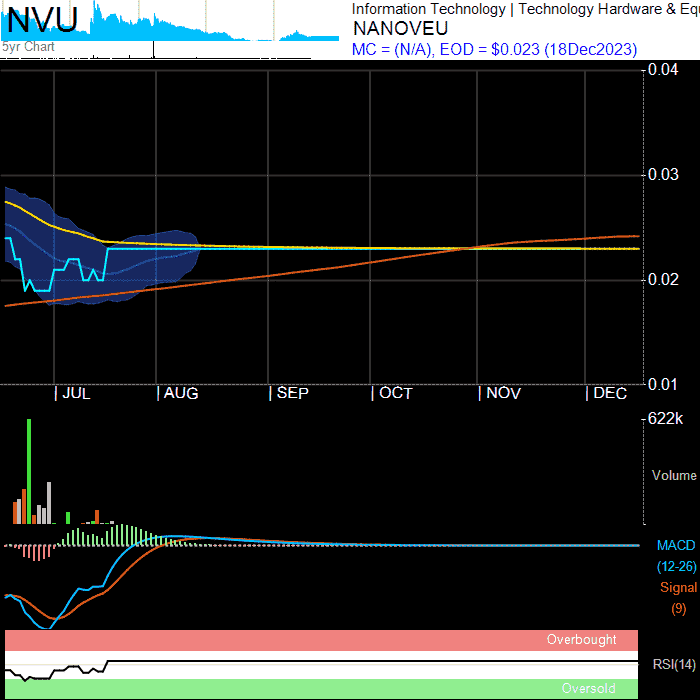 NVU
5yr Chart
Information Technology | Technology Hardware & Eq
NANOVEU
MC = (N/A), EOD = $0.023 (18Dec2023)
0.04
0.03
0.02
0.01
| JUL | AUG | SEP | OCT | NOV | DEC
622k
Volume
MACD
(12-26)
Signal
(9)
Overbought
RSI(14)
Oversold